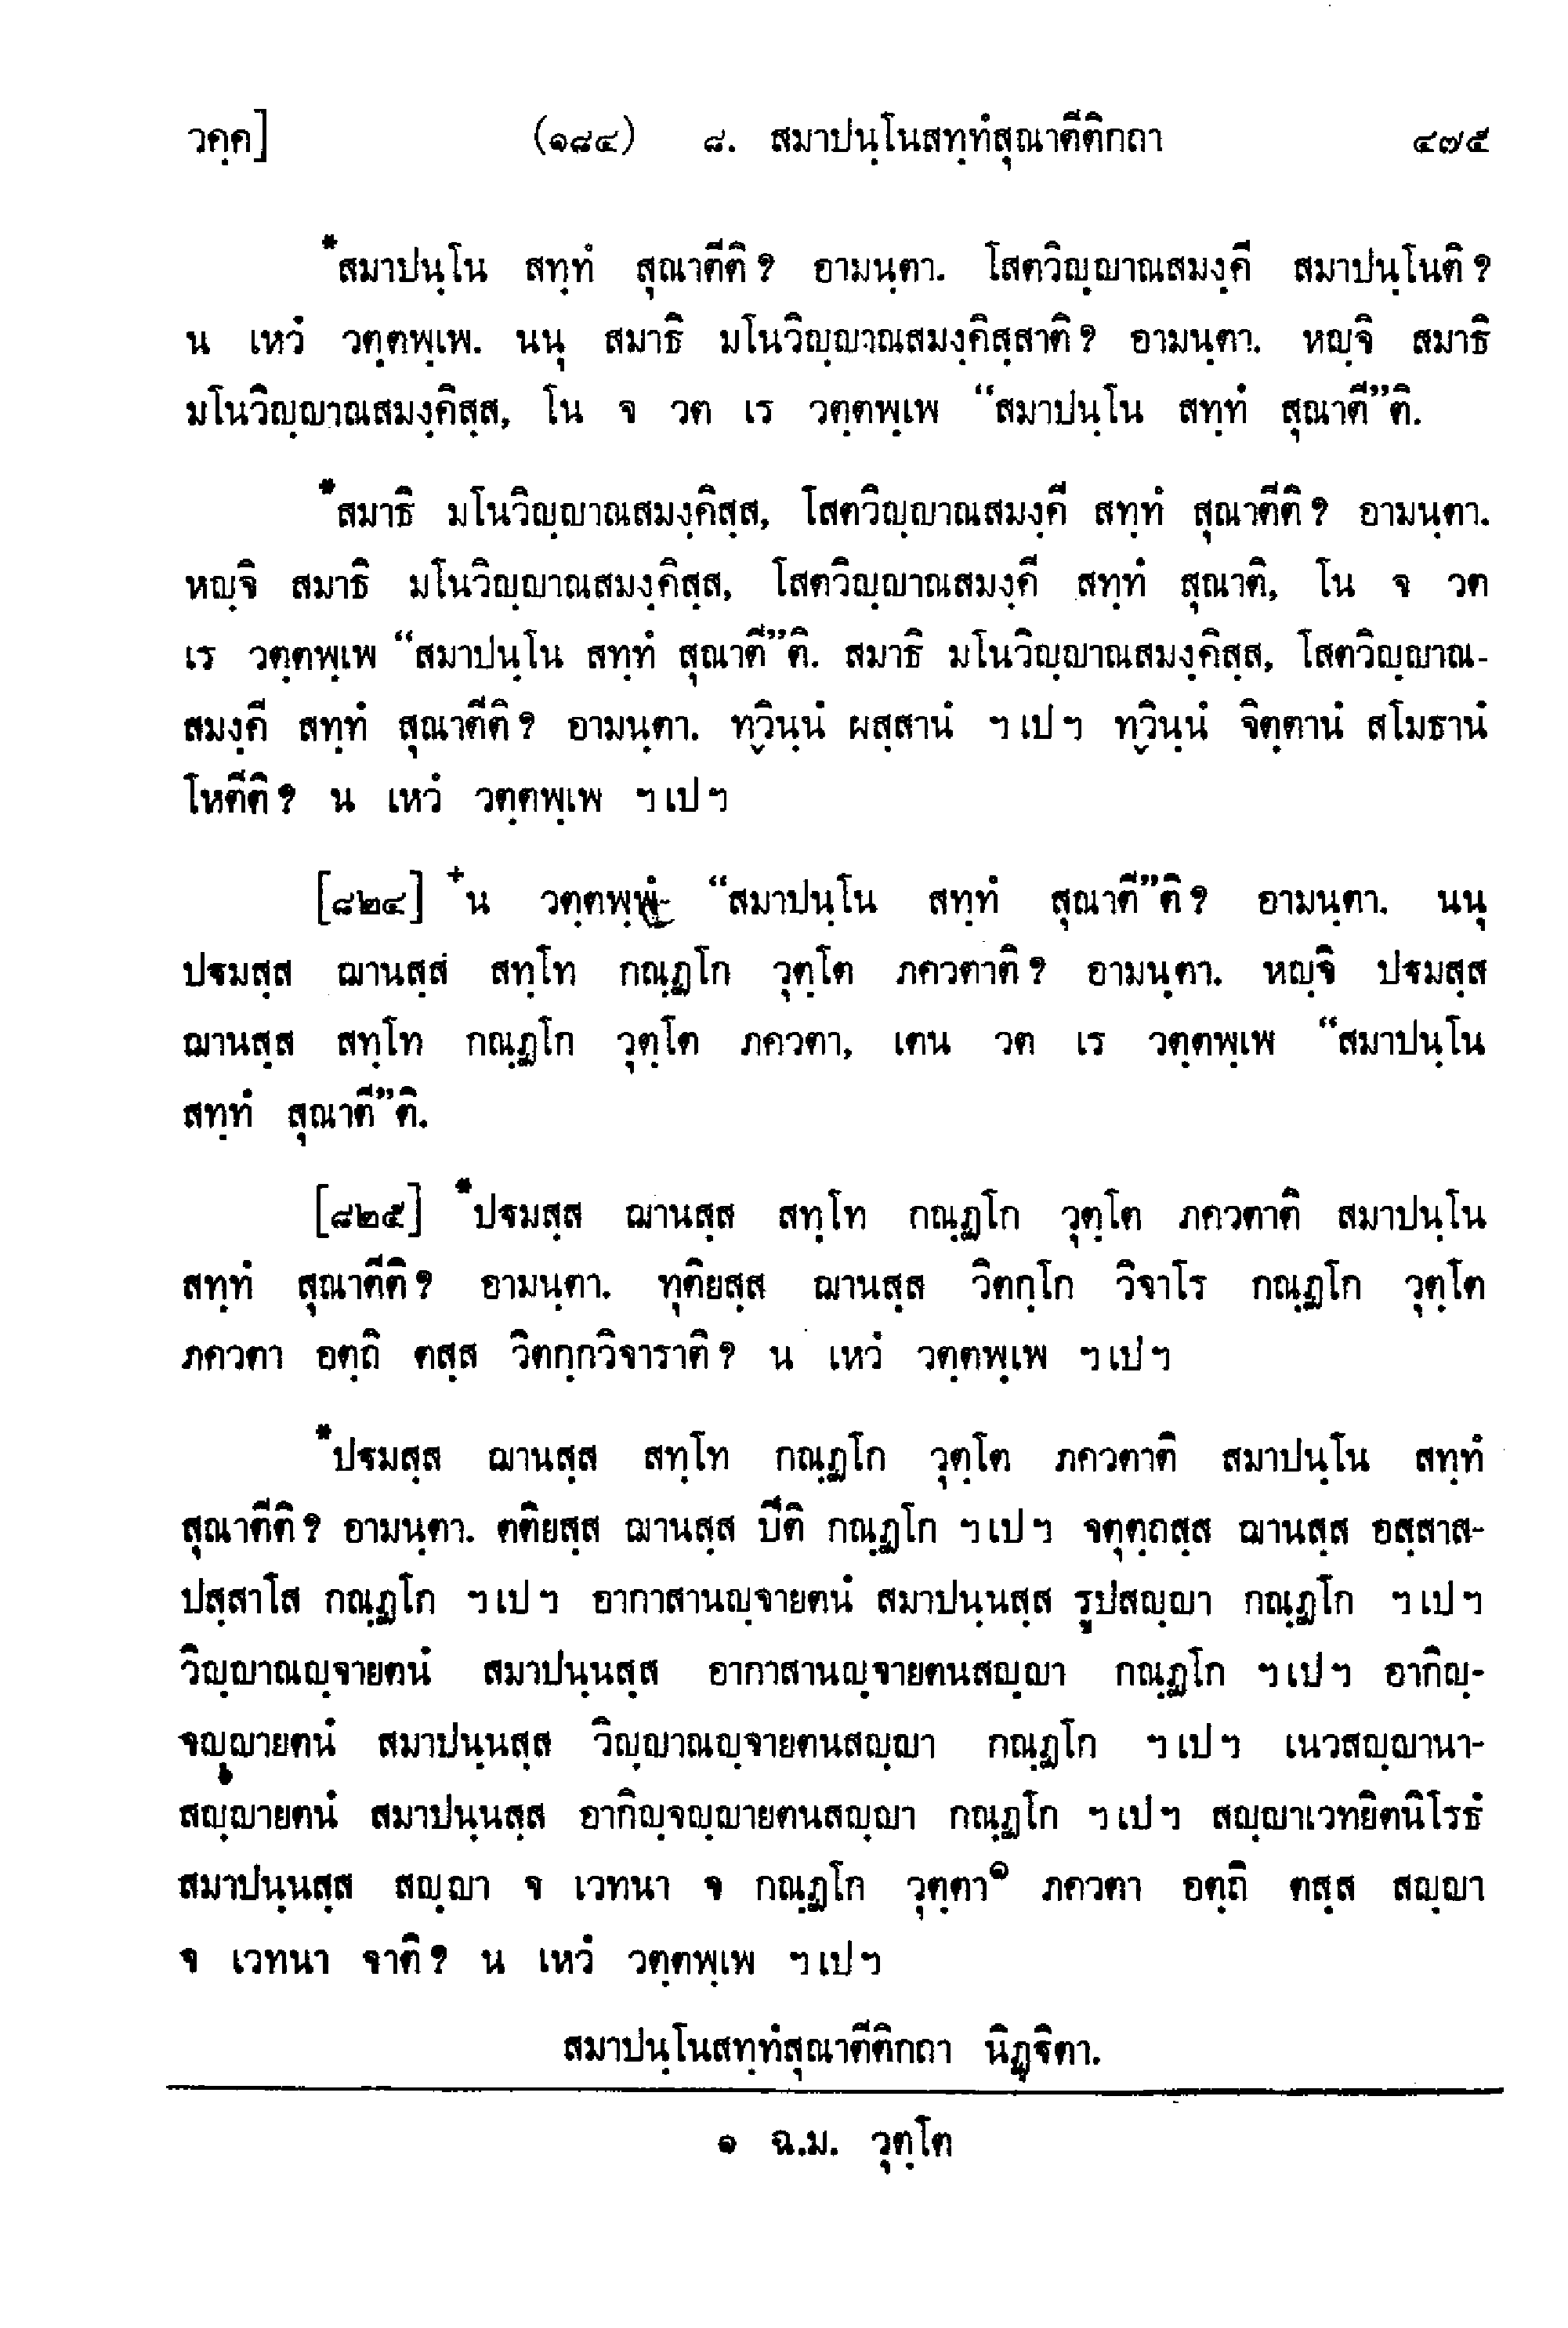 วคฺค] (๑๘๔) ๘. สมาปนฺโนสทฺทํสุณาตีติกถา ๔๗๕
*สมาปนฺโน สทฺทํ สุณาตีติ? อามนฺตา. โสตวิญฺญาณสมงฺคี สมาปนฺโนติ?
น เหวํ วตฺตพฺเพ. นนุ สมาธิ มโนวิญฺญาณสมงฺคิสฺสาติ? อามนฺตา. หญฺจิ สมาธิ
มโนวิญฺญาณสมงฺคิสฺส, โน จ วต เร วตฺตพฺเพ “สมาปนฺโน สทฺทํ สุณาตี”ติ.
*สมาธิ มโนวิญฺญาณสมงฺคิสฺส, โสตวิญฺญาณสมงฺคี สทฺทํ สุณาตีติ? อามนฺตา.
หญฺจิ สมาธิ มโนวิญฺญาณสมงฺคิสฺส, โสตวิญฺญาณสมงฺคี สทฺทํ สุณาติ, โน จ วต
เร วตฺตพฺเพ “สมาปนฺโน สทฺทํ สุณาตี”ติ. สมาธิ มโนวิญฺญาณสมงฺคิสฺส, โสตวิญฺญาณ-
สมงฺคี สทฺทํ สุณาตีติ? อามนฺตา. ทฺวินฺนํ ผสฺสานํ ฯเปฯ ทฺวินฺนํ จิตฺตานํ สโมธานํ
โหตีติ? น เหวํ วตฺตพฺเพ ฯเปฯ
[๘๒๔] +น วตฺตพฺพํ- “สมาปนฺโน สทฺทํ สุณาตี”ติ? อามนฺตา. นนุ
ปฐมสฺส ฌานสฺส สทฺโท กณฺฏโก วุตฺโต ภควตาติ? อามนฺตา. หญฺจิ ปฐมสฺส
ฌานสฺส สทฺโท กณฺฏโก วุตฺโต ภควตา, เตน วต เร วตฺตพฺเพ “สมาปนฺโน
สทฺทํ สุณาตี”ติ.
[๘๒๕] *ปฐมสฺส ฌานสฺส สทฺโท กณฺฏโก วุตฺโต ภควตาติ สมาปนฺโน
สทฺทํ สุณาตีติ? อามนฺตา. ทุติยสฺส ฌานสฺส วิตกฺโก วิจาโร กณฺฏโก วุตฺโต
ภควตา อตฺถิ ตสฺส วิตกฺกวิจาราติ? น เหวํ วตฺตพฺเพ ฯเปฯ
*ปฐมสฺส ฌานสฺส สทฺโท กณฺฏโก วุตฺโต ภควตาติ สมาปนฺโน สทฺทํ
สุณาตีติ? อามนฺตา. ตติยสฺส ฌานสฺส ปีติ กณฺฏโก ฯเปฯ จตุตฺถสฺส ฌานสฺส อสฺสาส-
ปสฺสาโส กณฺฏโก ฯเปฯ อากาสานญฺจายตนํ สมาปนฺนสฺส รูปสญฺญา กณฺฏโก ฯเปฯ
วิญฺญาณญฺจายตนํ สมาปนฺนสฺส อากาสานญฺจายตนสญฺญา กณฺฏโก ฯเปฯ อากิญฺ-
จญฺญายตนํ สมาปนฺนสฺส วิญฺญาณญฺจายตนสญฺญา กณฺฏโก ฯเปฯ เนวสญฺญานา-
สญฺญายตนํ สมาปนฺนสฺส อากิญฺจญฺญายตนสญฺญา กณฺฏโก ฯเปฯ สญฺญาเวทยิตนิโรธํ
สมาปนฺนสฺส สญฺญา จ เวทนา จ กณฺฏโก วุตฺตา๑ ภควตา อตฺถิ ตสฺส สญฺญา
จ เวทนา จาติ? น เหวํ วตฺตพฺเพ ฯเปฯ
สมาปนฺโนสทฺทํสุณาตีติกถา นิฏฺฐิตา.
๑ ฉ.ม. วุตฺโต